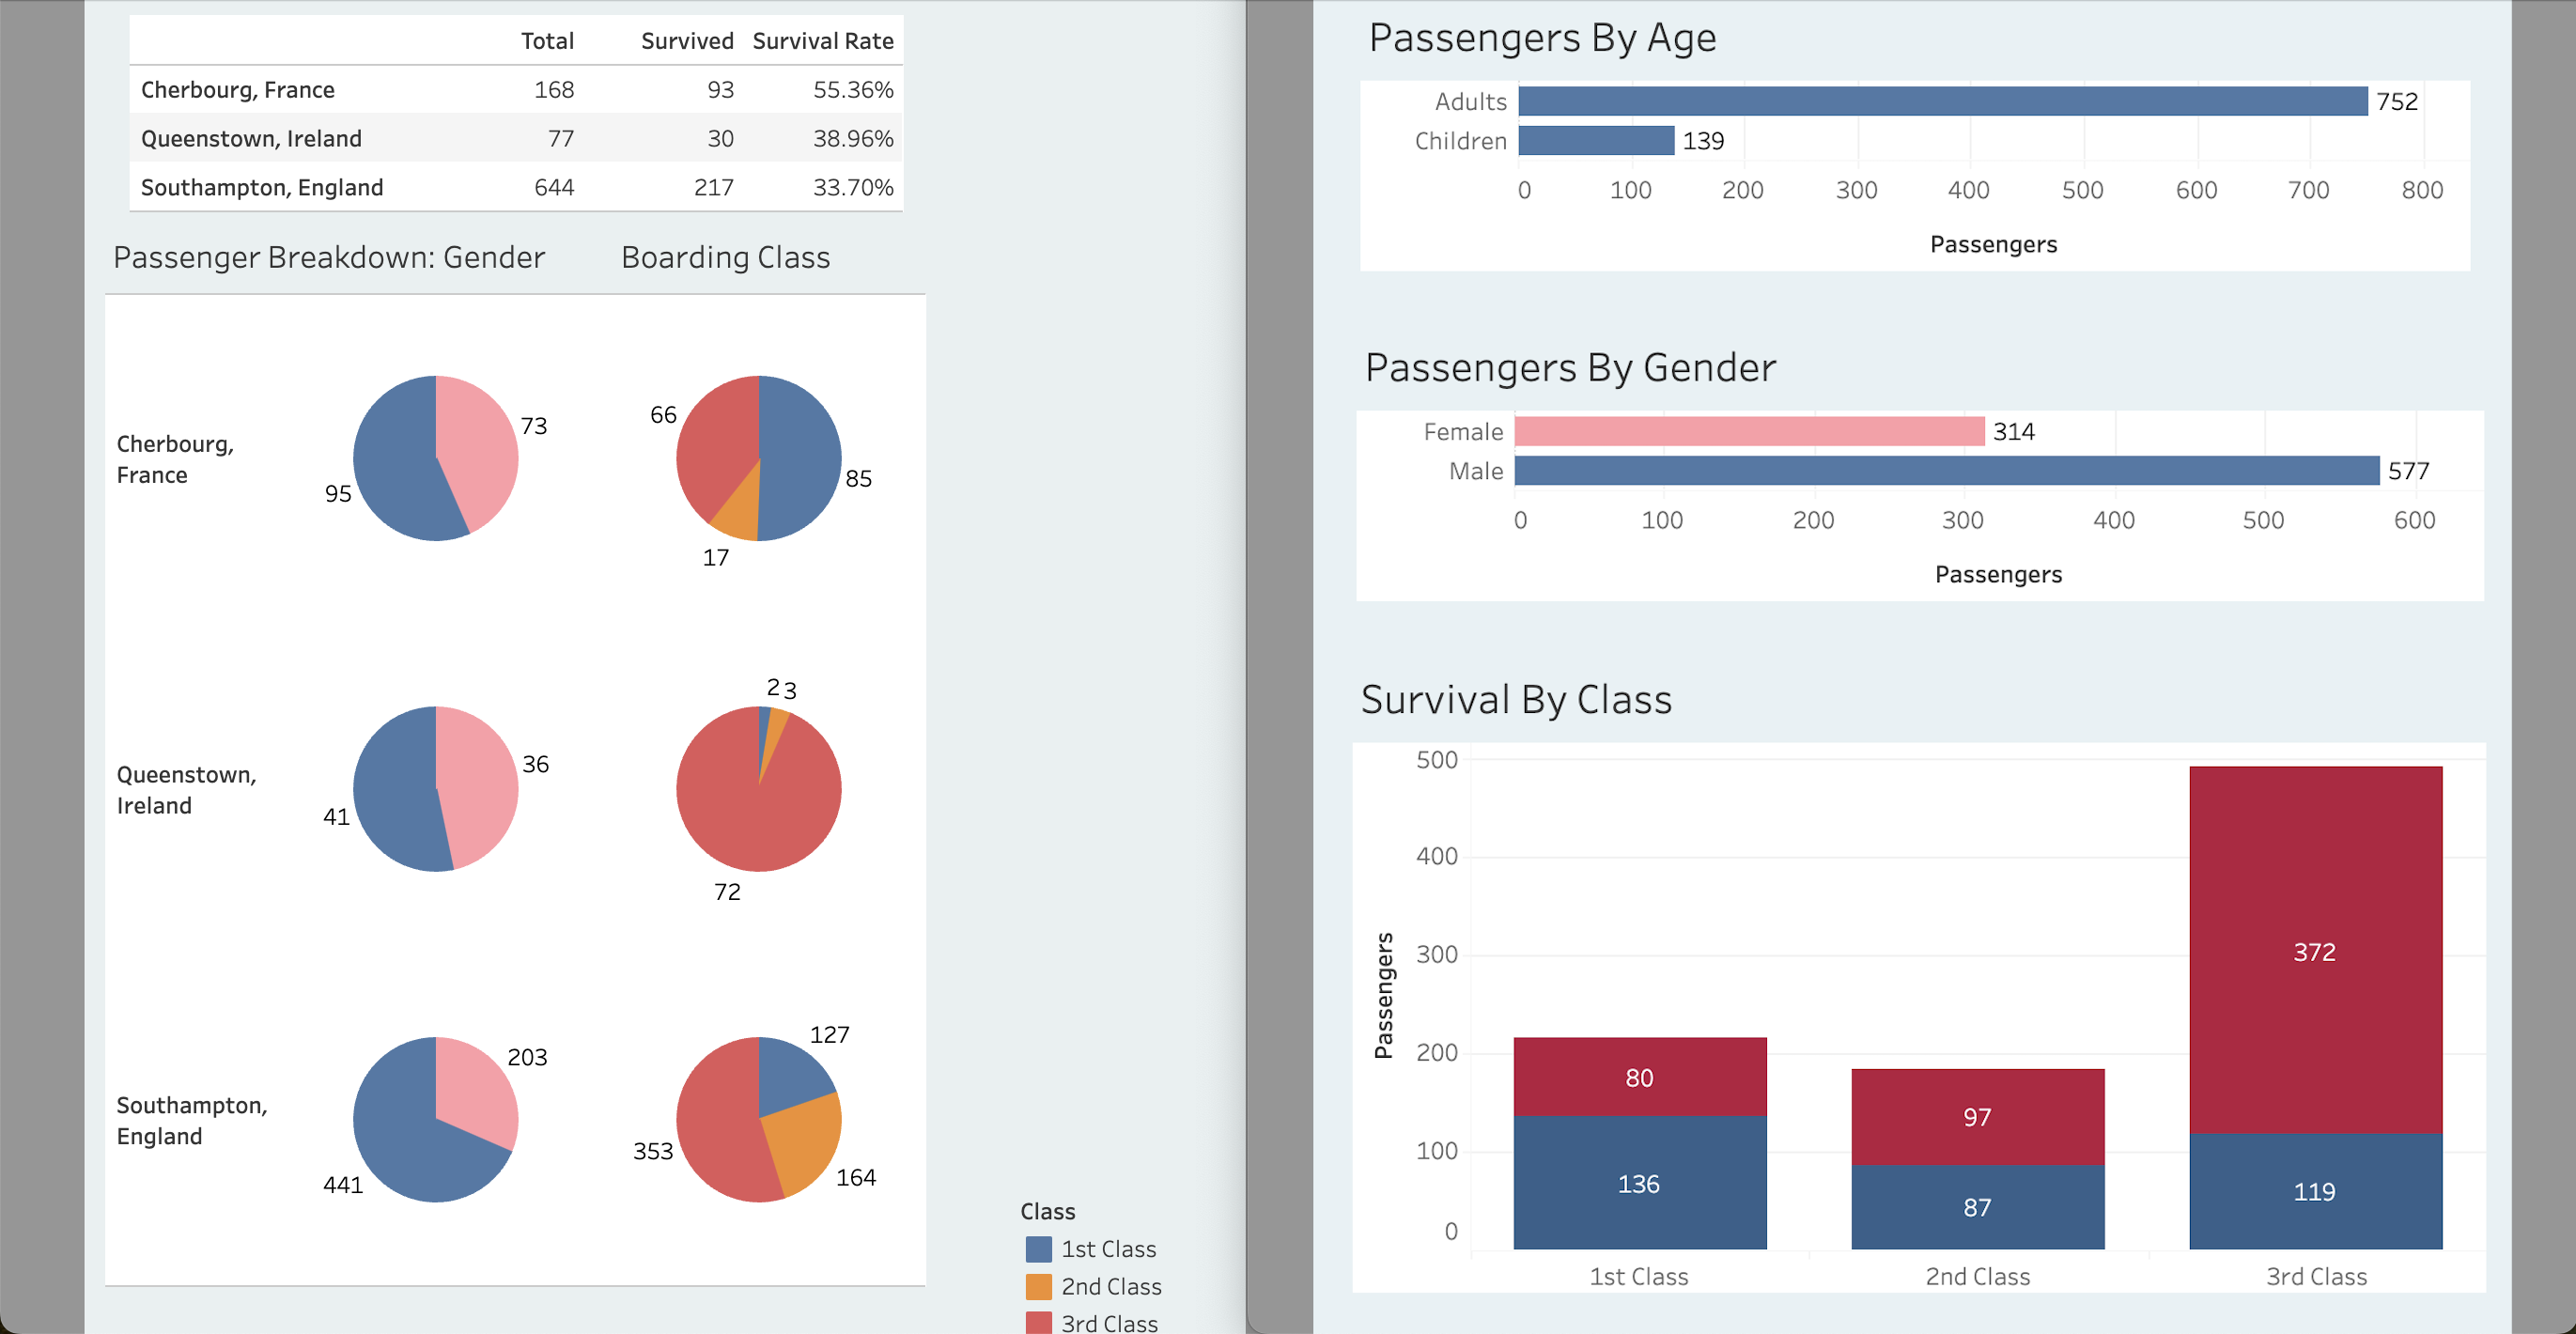 Total Survived Survival Rate
Cherbourg, France 168 93 55.36%
Queenstown, Ireland 77 30 38.96%
Southampton, England 644 217 33.70%
Passenger Breakdown: Gender Boarding Class
Cherbourg,
France
73
95
66
85
17
Queenstown,
Ireland
36
41
2 3
72
Southampton,
England
203
441
127
353
164
Class
1st Class
2nd Class
3rd Class
Passengers By Age
Adults 752
Children 139
0 100 200 300 400 500 600 700 800
Passengers
Passengers By Gender
Female 314
Male 577
0 100 200 300 400 500 600
Passengers
Survival By Class
500
400
300
200
100
0
Passengers
80
136
97
87
372
119
1st Class 2nd Class 3rd Class